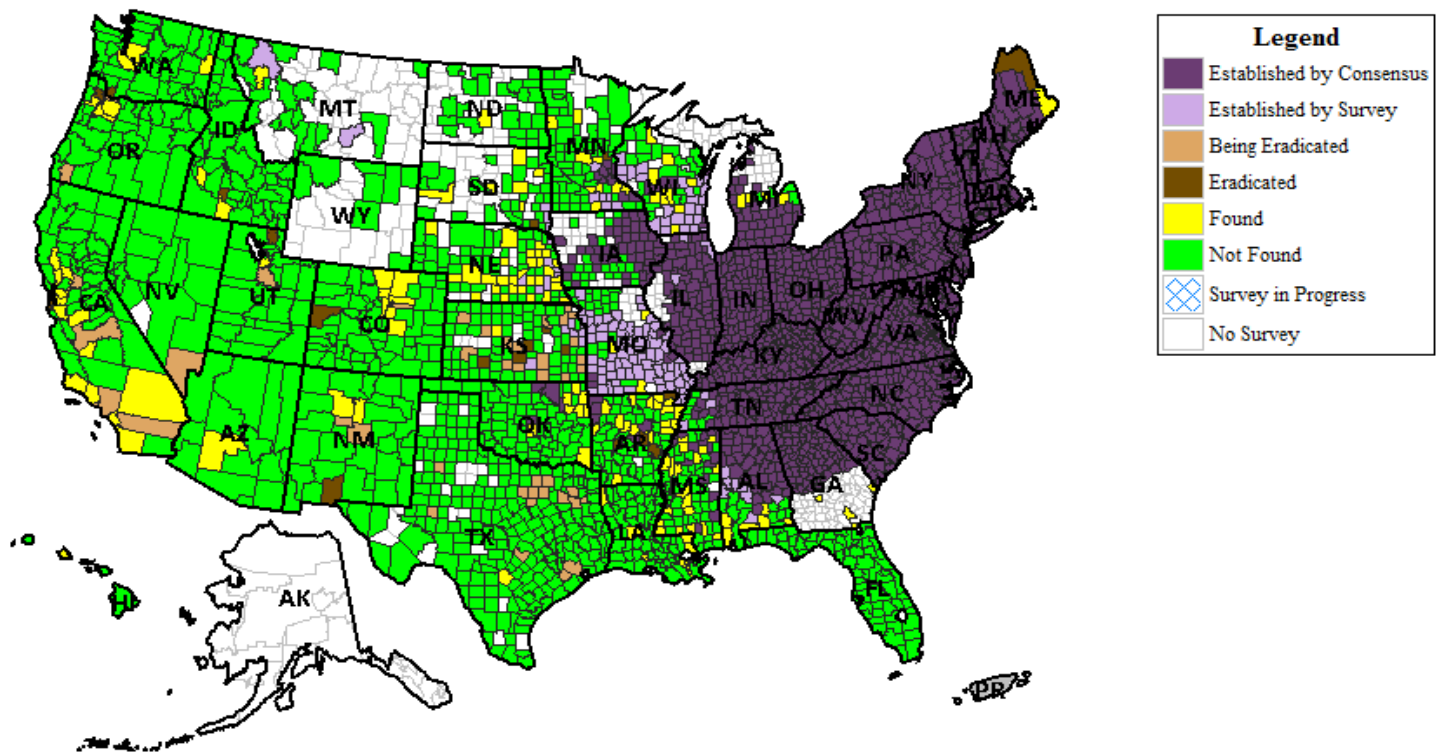 Legend
Established by Consensus
Established by Survey
Being Eradicated
Eradicated
Found
Not Found
Survey in Progress
No Survey
WA
MT
ND
ME
OR
ID
MN
NH
SD
WI
NY
MA
WY
MI
NE
IA
PA
NV
UT
CO
IL
IN
OH
CA
KS
MO
WV
VA
KY
AZ
NM
OK
AR
TN
NC
SC
MS
AL
GA
TX
LA
FL
AK
HI
PR